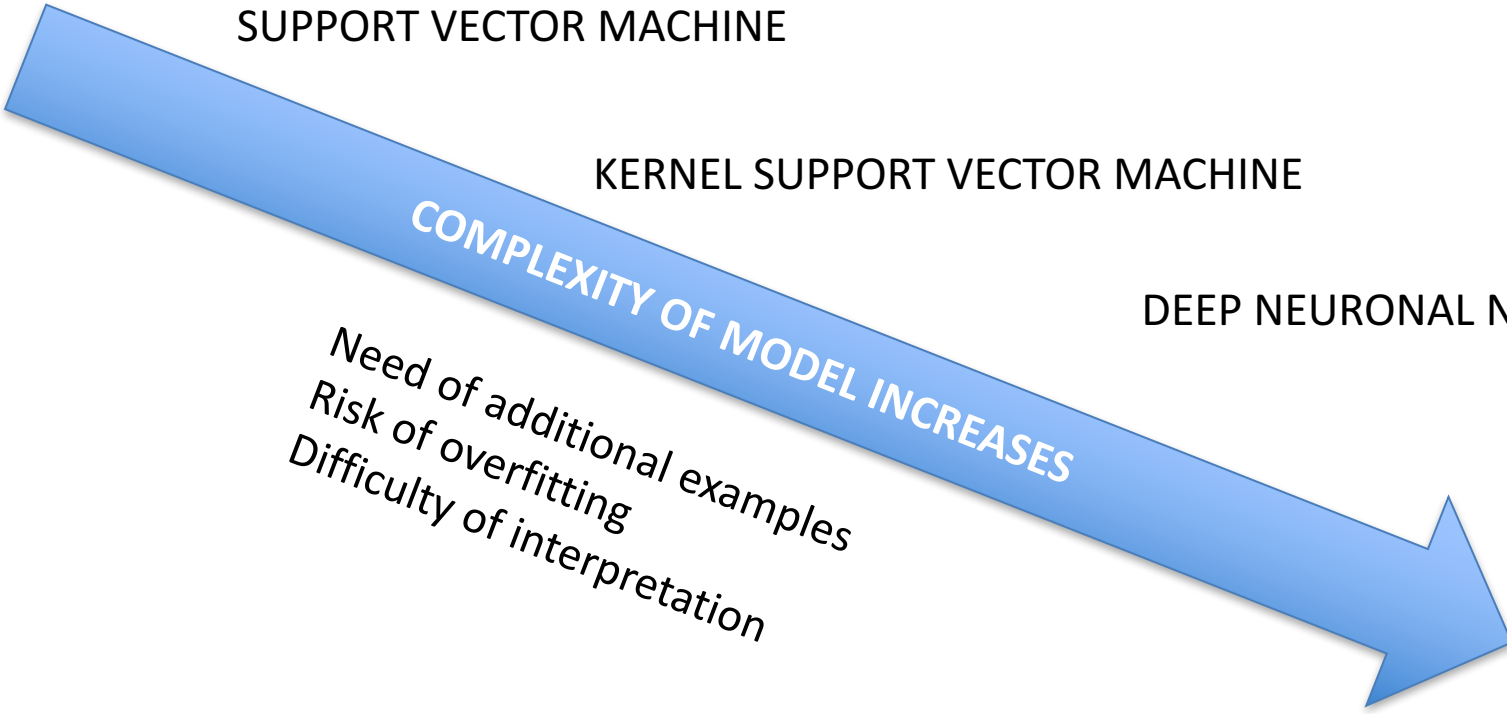 SUPPORT VECTOR MACHINE
KERNEL SUPPORT VECTOR MACHINE
COMPLEXITY OF MODEL INCREASES
DEEP NEURONAL N
Need of additional examples
Risk of overfitting
Difficulty of interpretation